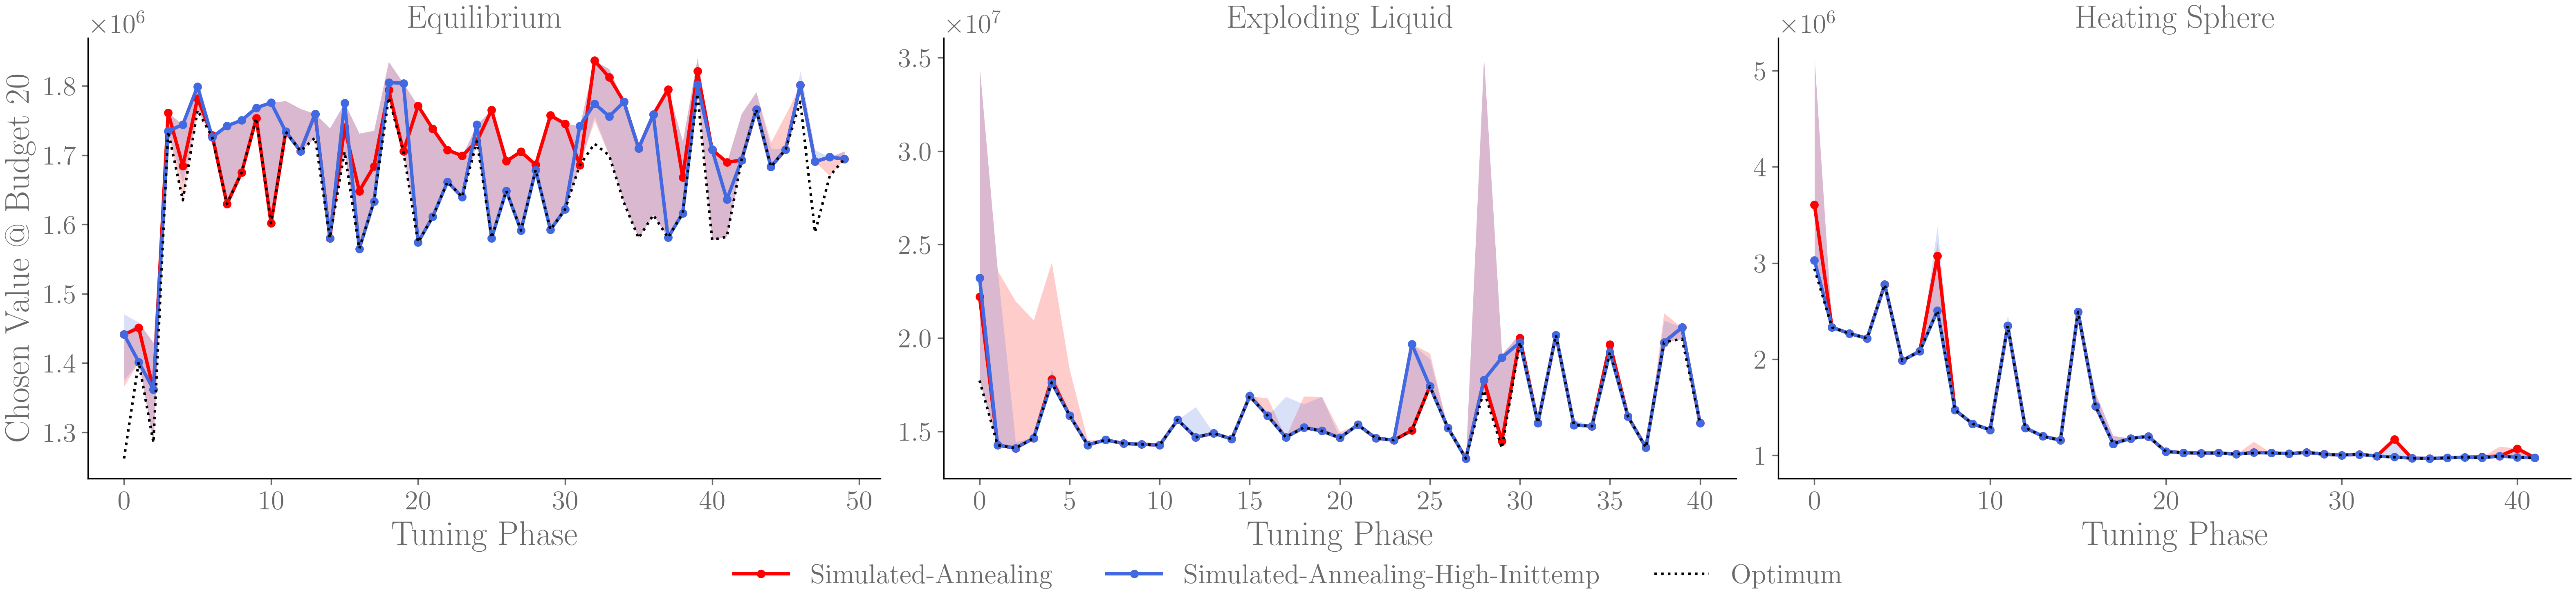 Equilibrium
×10⁶
Chosen Value @ Budget 20
1.8
1.7
1.6
1.5
1.4
1.3
0 10 20 30 40 50
Tuning Phase
Exploding Liquid
×10⁷
3.5
3.0
2.5
2.0
1.5
0 5 10 15 20 25 30 35 40
Tuning Phase
Heating Sphere
×10⁶
5
4
3
2
1
0 10 20 30 40
Tuning Phase
Simulated-Annealing Simulated-Annealing-High-Inittemp Optimum